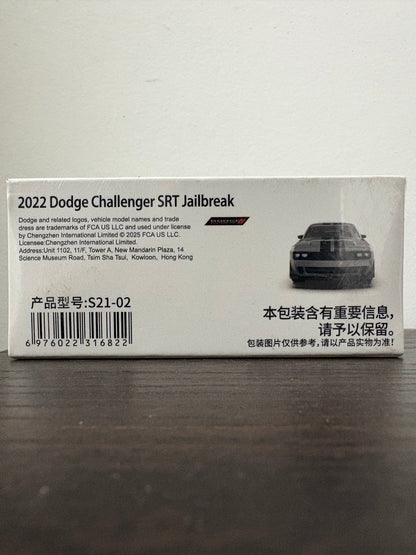 2022 Dodge Challenger SRT Jailbreak
Dodge and related logos, vehicle model names and trade
dress are trademarks of FCA US LLC and used under license
by Chengzhen International Limited © 2025 FCA US LLC.
Licensee:Chengzhen International Limited.
Address:Unit 1102, 11/F, Tower A, New Mandarin Plaza, 14
Science Museum Road, Tsim Sha Tsui, Kowloon, Hong Kong
DODGE
产品型号:S21-02
6 976022 316822
本包装含有重要信息,
请予以保留。
包装图片仅供参考,请以产品实物为准!